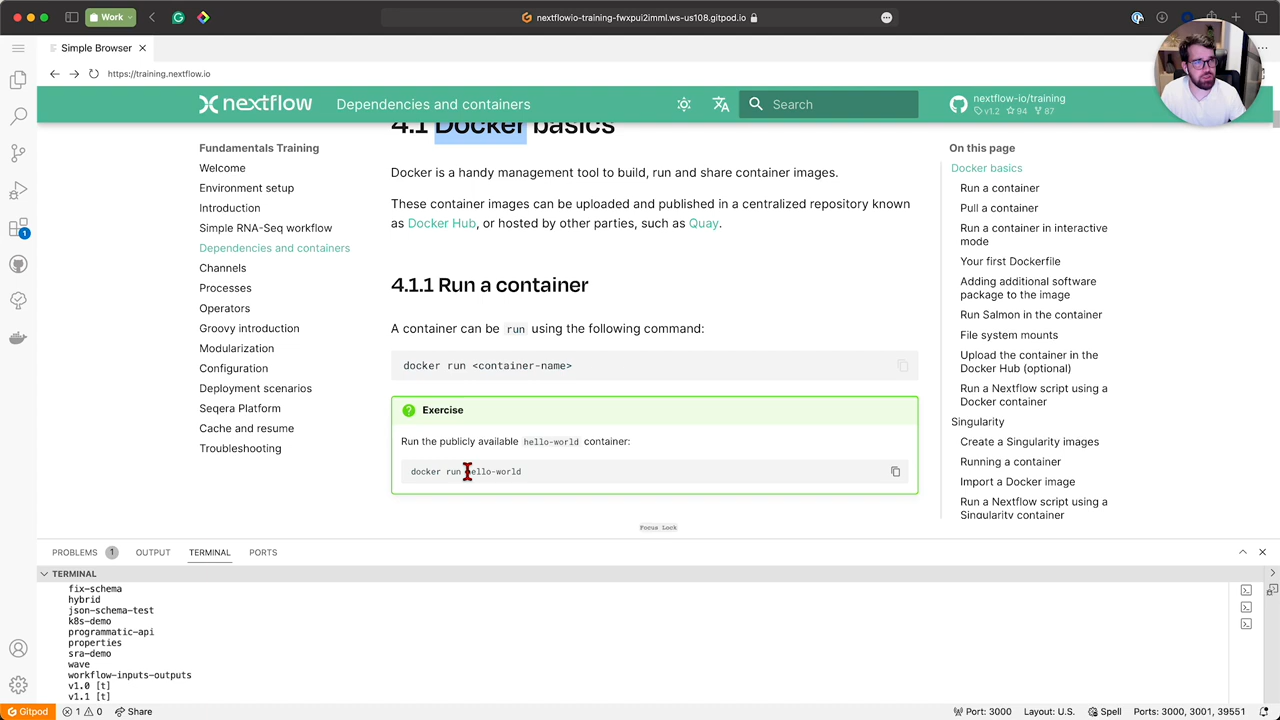 Work
nextflowio-training-fwxpui2imml.ws-us108.gitpod.io
Simple Browser
https://training.nextflow.io
nextflow
Dependencies and containers
Search
nextflow-io/training
v1.2 94 87
4.1 Docker basics
Fundamentals Training
Welcome
Environment setup
Introduction
Simple RNA-Seq workflow
Dependencies and containers
Channels
Processes
Operators
Groovy introduction
Modularization
Configuration
Deployment scenarios
Seqera Platform
Cache and resume
Troubleshooting
Docker is a handy management tool to build, run and share container images.
These container images can be uploaded and published in a centralized repository known
as Docker Hub, or hosted by other parties, such as Quay.
4.1.1 Run a container
A container can be run using the following command:
docker run <container-name>
Exercise
Run the publicly available hello-world container:
docker run hello-world
On this page
Docker basics
Run a container
Pull a container
Run a container in interactive
mode
Your first Dockerfile
Adding additional software
package to the image
Run Salmon in the container
File system mounts
Upload the container in the
Docker Hub (optional)
Run a Nextflow script using a
Docker container
Singularity
Create a Singularity images
Running a container
Import a Docker image
Run a Nextflow script using a
Singularity container
Focus Lock
1
PROBLEMS 1 OUTPUT TERMINAL PORTS
TERMINAL
fix-schema
hybrid
json-schema-test
k8s-demo
programmatic-api
properties
sra-demo
wave
workflow-inputs-outputs
v1.0 [t]
v1.1 [t]
Gitpod 1 0 Share Port: 3000 Layout: U.S. Spell Ports: 3000, 3001, 39551